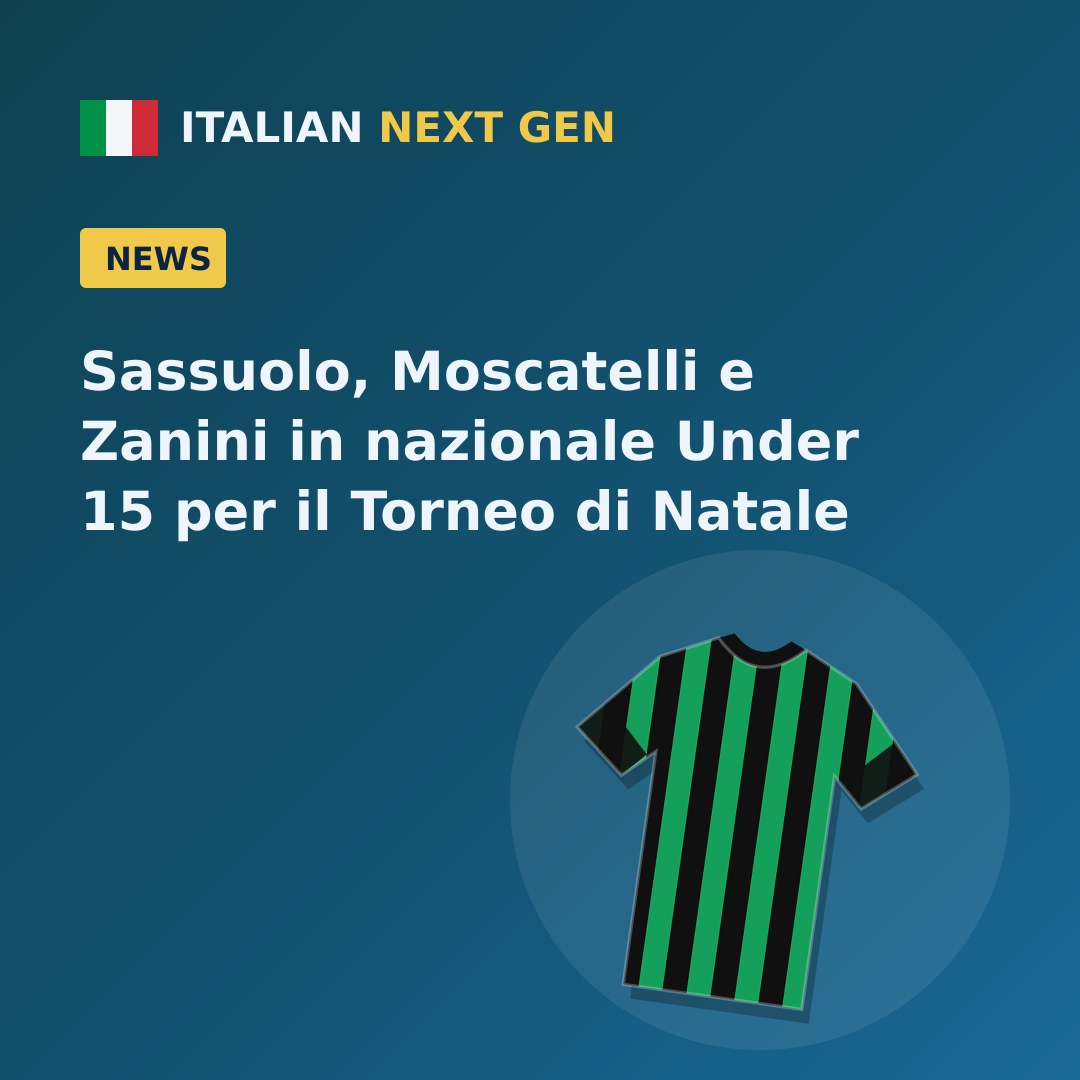 ITALIAN NEXT GEN
NEWS
Sassuolo, Moscatelli e
Zanini in nazionale Under
15 per il Torneo di Natale